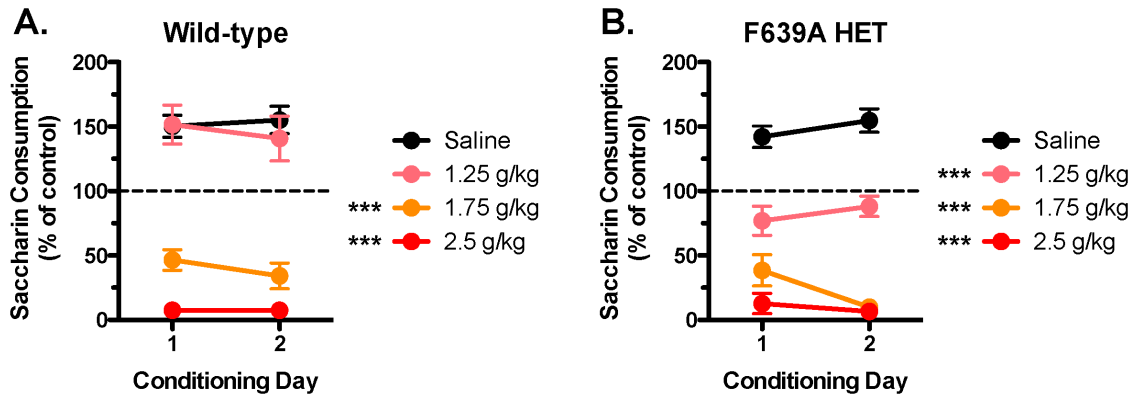 A.
Wild-type
Saccharin Consumption
(% of control)
200
150
100
50
0
1
2
Conditioning Day
Saline
1.25 g/kg
*** 1.75 g/kg
*** 2.5 g/kg
B.
F639A HET
Saccharin Consumption
(% of control)
200
150
100
50
0
1
2
Conditioning Day
Saline
*** 1.25 g/kg
*** 1.75 g/kg
*** 2.5 g/kg